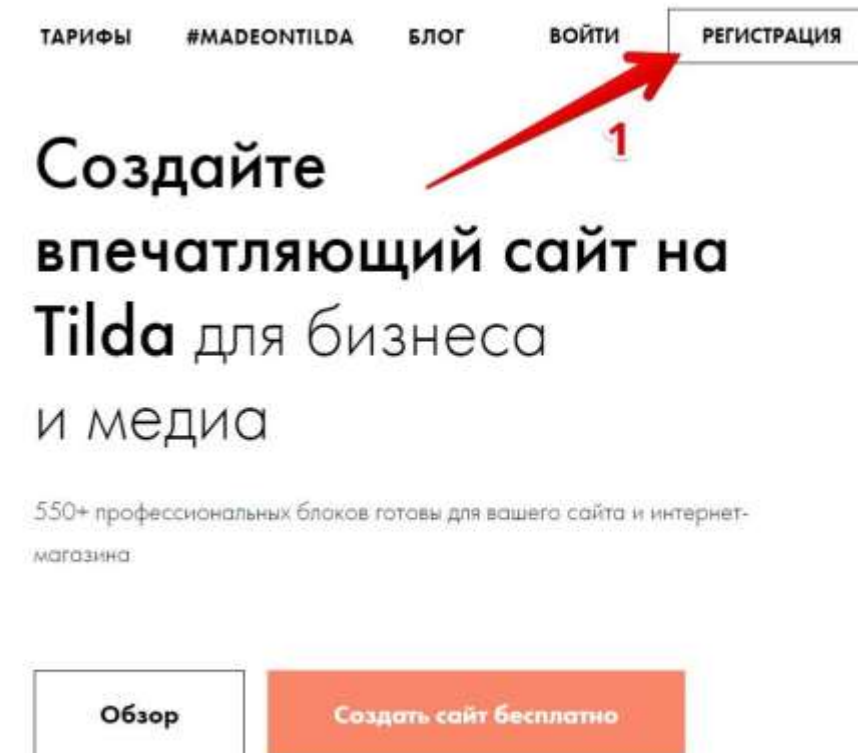 ТАРИФЫ #MADEONTILDA БЛОГ ВОЙТИ РЕГИСТРАЦИЯ
1
Создайте
впечатляющий сайт на
Tilda для бизнеса
и медиа
550+ профессиональных блоков готовы для вашего сайта и интернет-
магазина
Обзор Создать сайт бесплатно